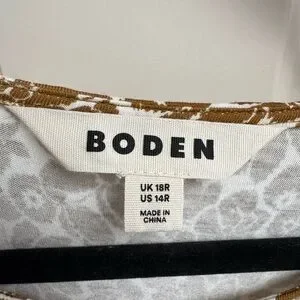 BODEN
UK 18R
US 14R
MADE IN
CHINA